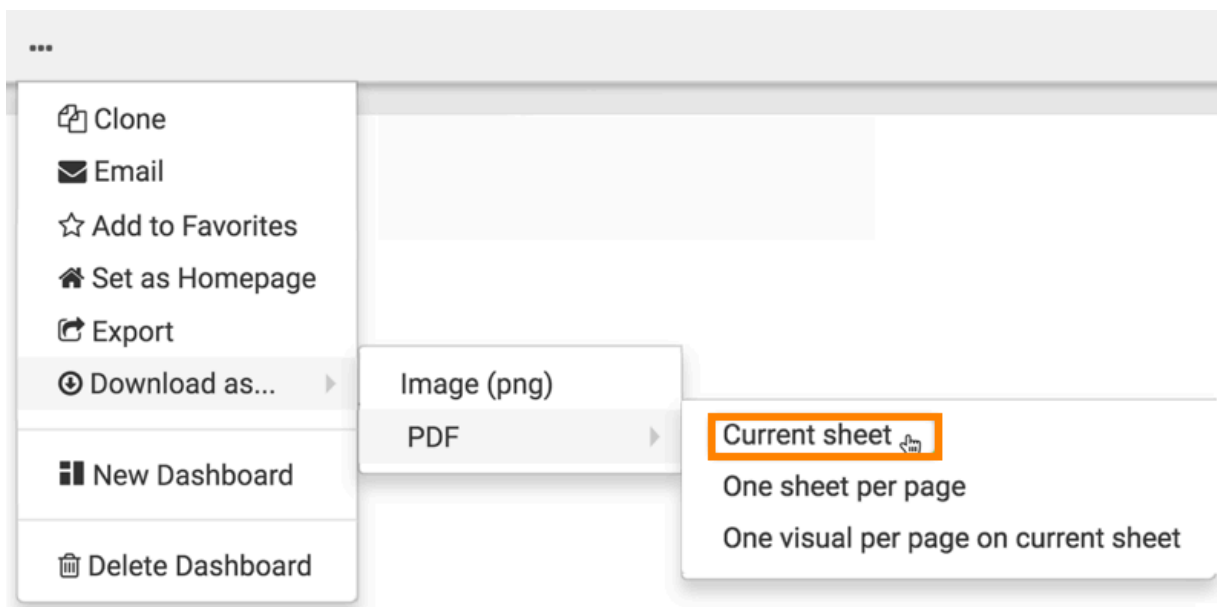 Clone
Email
Add to Favorites
Set as Homepage
Export
Download as...
Image (png)
PDF
Current sheet
One sheet per page
One visual per page on current sheet
New Dashboard
Delete Dashboard